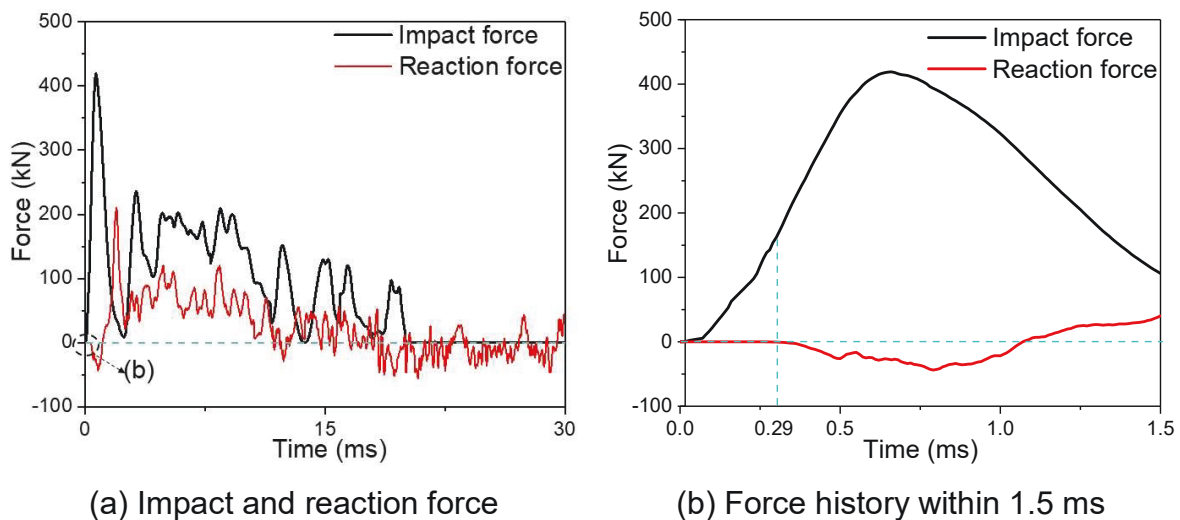 500
400
300
200
100
0
-100
Force (kN)
Impact force
Reaction force
(b)
0
15
30
Time (ms)
(a) Impact and reaction force
500
400
300
200
100
0
-100
Force (kN)
Impact force
Reaction force
0.0
0.29
0.5
1.0
1.5
Time (ms)
(b) Force history within 1.5 ms